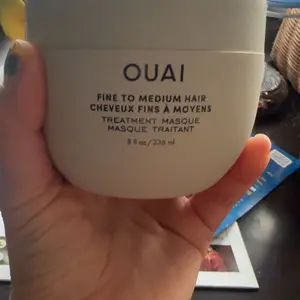 OUAI
FINE TO MEDIUM HAIR
CHEVEUX FINS À MOYENS
TREATMENT MASQUE
MASQUE TRAITANT
8 fl oz / 236 ml